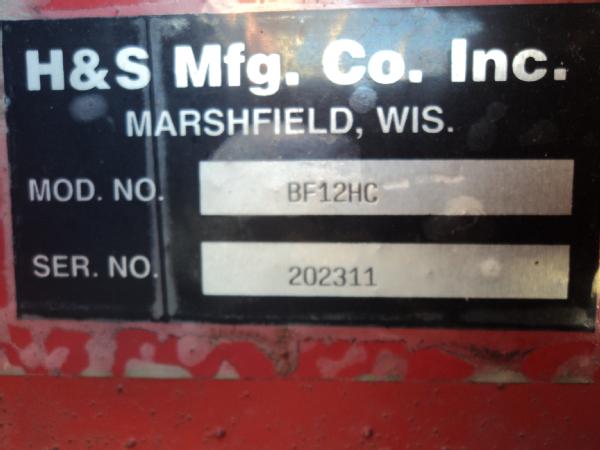 H&S Mfg. Co. Inc.
MARSHFIELD, WIS.
MOD. NO. BF12HC
SER. NO. 202311